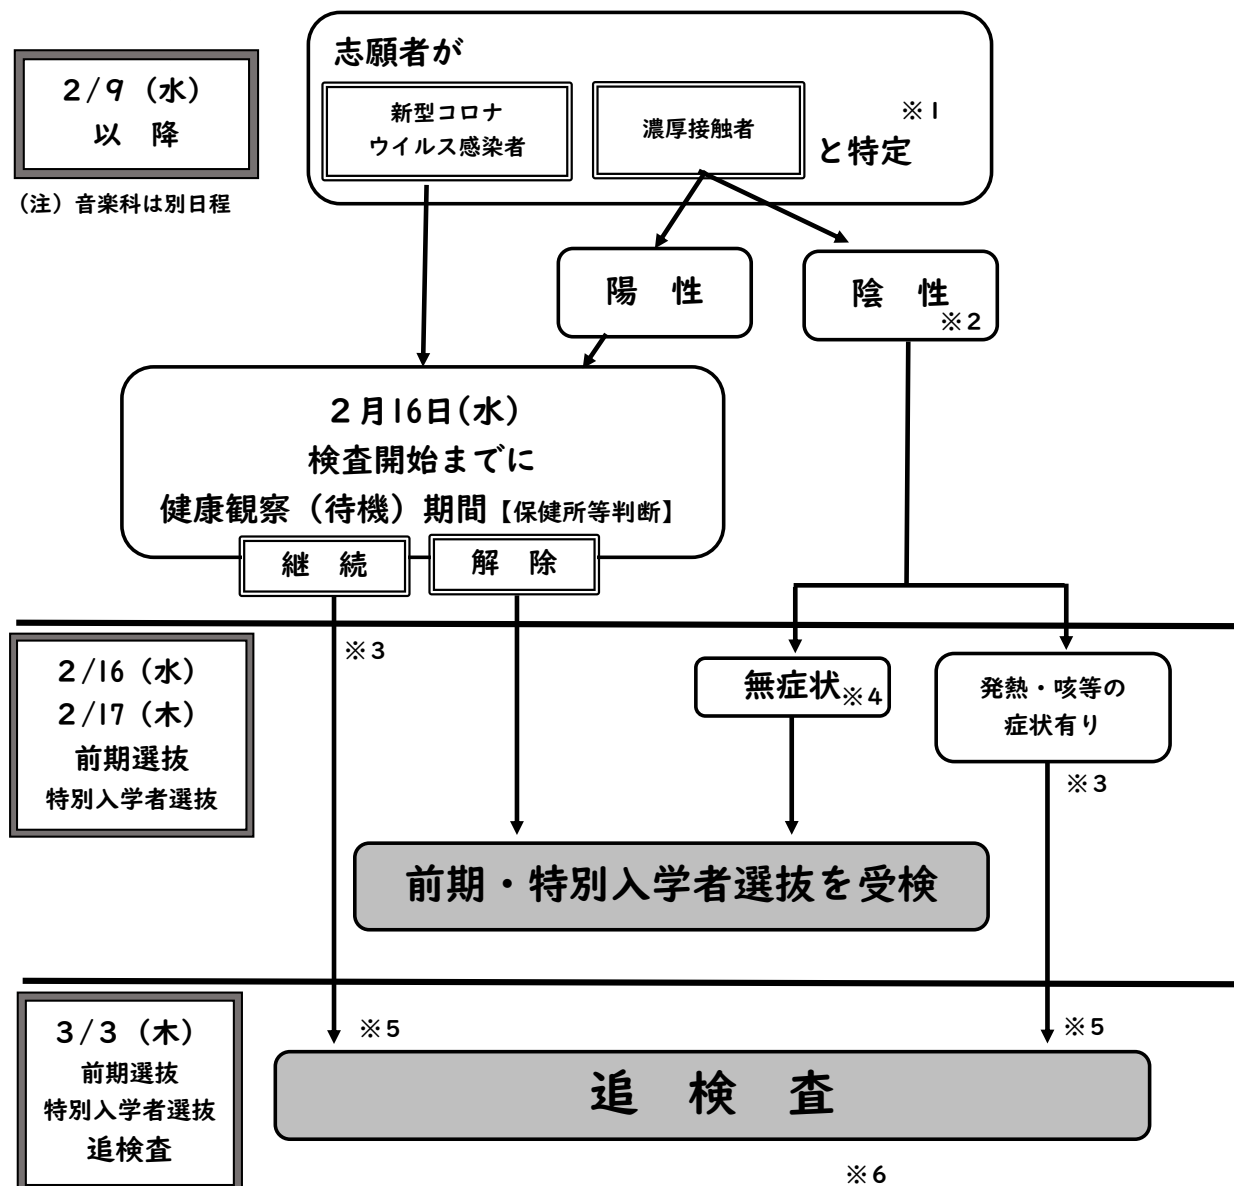 志願者が
2/9（水）
以　降
（注）音楽科は別日程
新型コロナ
ウイルス感染者
濃厚接触者
※1
と特定
陽　性
陰　性
※2
2月16日(水)
検査開始までに
健康観察（待機）期間【保健所等判断】
継　続
解　除
2/16（水）
2/17（木）
前期選抜
特別入学者選抜
※3
無症状※4
発熱・咳等の
症状有り
※3
前期・特別入学者選抜を受検
3/3（木）
前期選抜
特別入学者選抜
追検査
※5
※5
追　検　査
※6